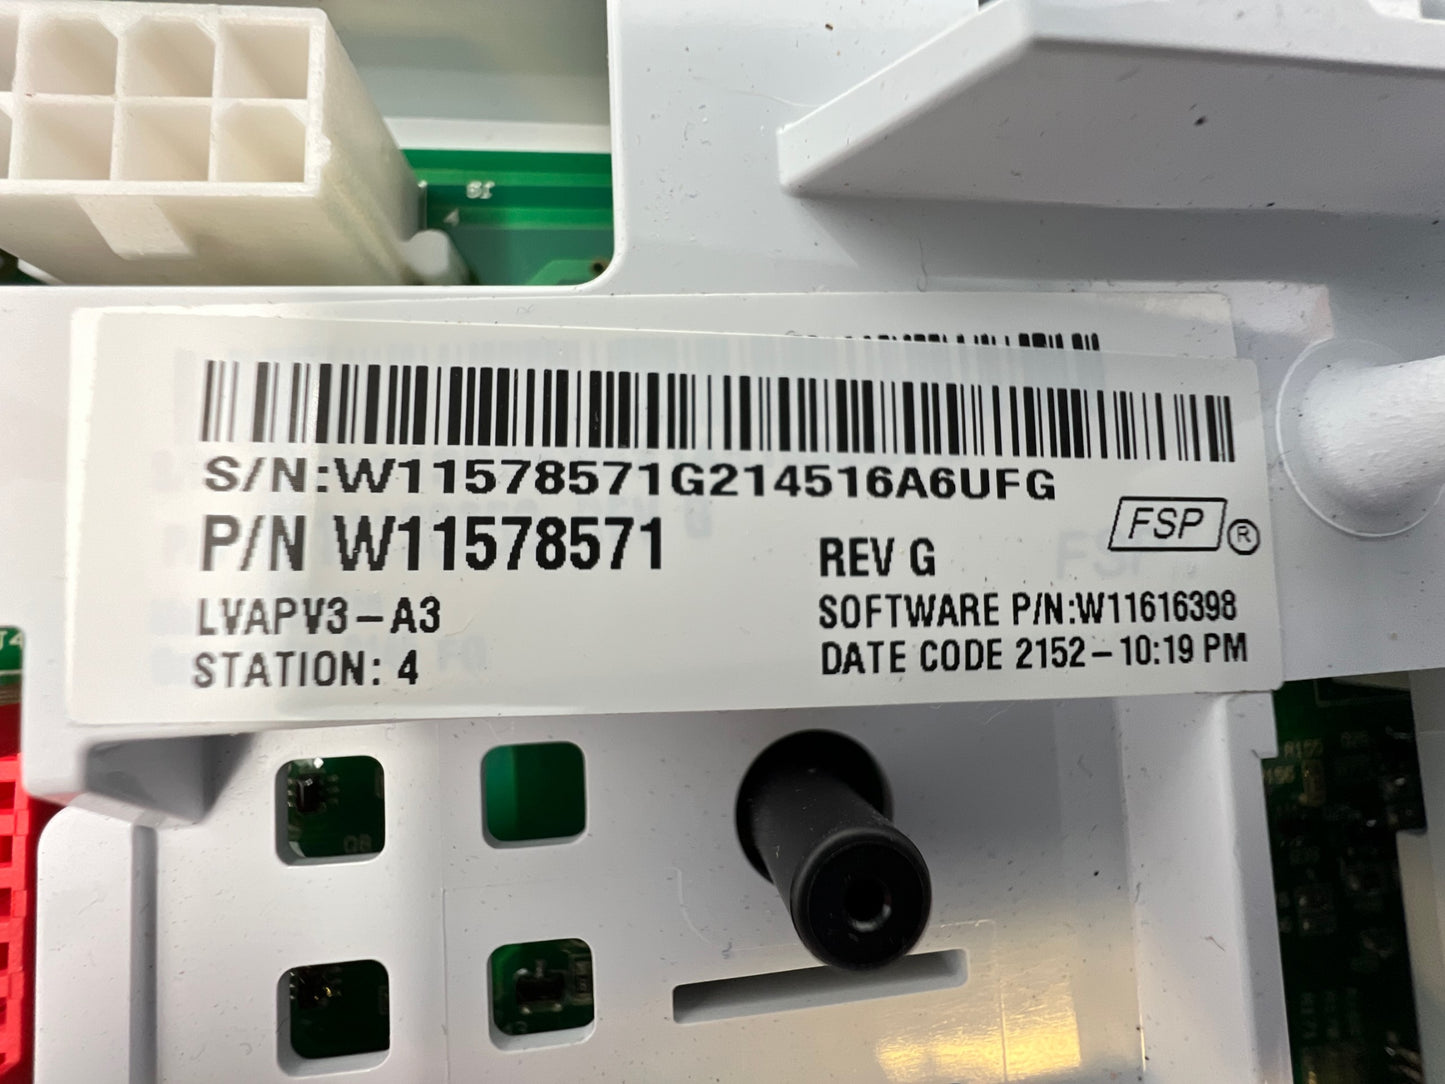 S/N:W11578571G214516A6UFG
P/N W11578571
REV G
FSP®
LVAPV3-A3
SOFTWARE P/N:W11616398
STATION: 4
DATE CODE 2152-10:19 PM